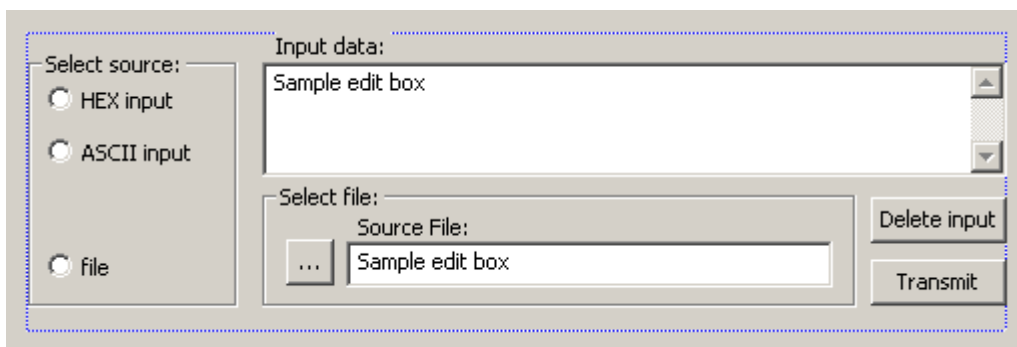 Input data:
Select source:
Sample edit box
HEX input
ASCII input
Select file:
Source File:
Delete input
file
...
Sample edit box
Transmit